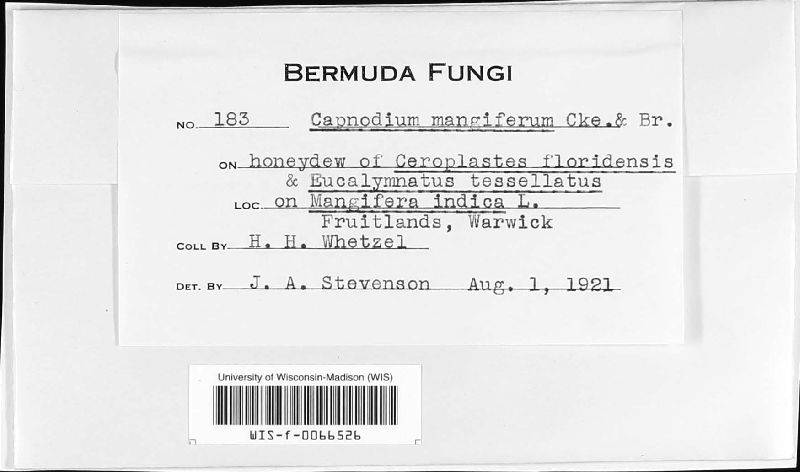 BERMUDA FUNGI
NO. 183 Capnodium mangiferum Cke.& Br.
ON honeydew of Ceroplastes floridensis
& Eucalymnatus tessellatus
LOC. on Mangifera indica L.
Fruitlands, Warwick
COLL BY H. H. Whetzel
DET. BY J. A. Stevenson Aug. 1, 1921
University of Wisconsin-Madison (WIS)
WIS-f-0066526